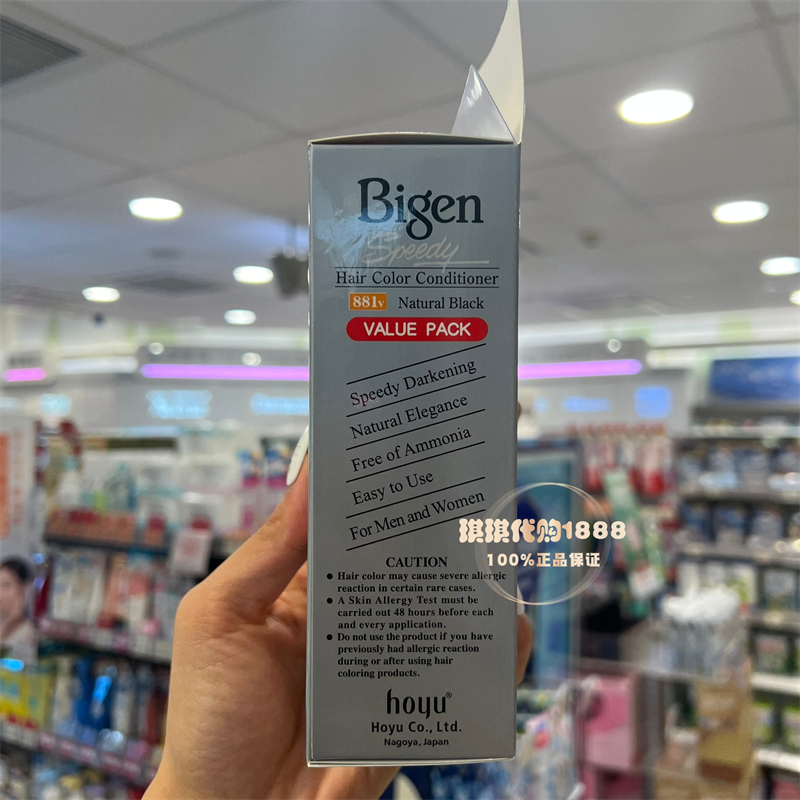 Bigen
Speedy
Hair Color Conditioner
881v Natural Black
VALUE PACK
Speedy Darkening
Natural Elegance
Free of Ammonia
Easy to Use
For Men and Women
琪琪代购1888
100%正品保证
CAUTION
● Hair color may cause severe allergic
reaction in certain rare cases.
● A Skin Allergy Test must be
carried out 48 hours before each
and every application.
● Do not use the product if you have
previously had allergic reaction
during or after using hair
coloring products.
hoyu®
Hoyu Co., Ltd.
Nagoya, Japan